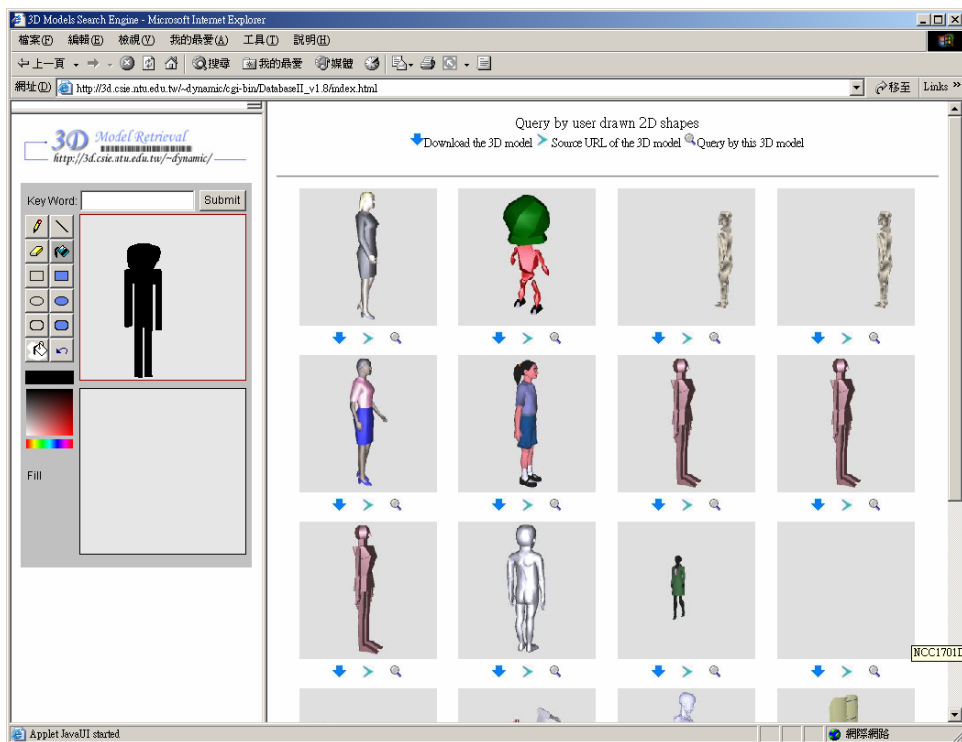 3D Models Search Engine - Microsoft Internet Explorer
檔案(F) 編輯(E) 檢視(V) 我的最愛(A) 工具(T) 說明(H)
上一頁 搜尋 我的最愛 媒體
網址(D) http://3d.csie.ntu.edu.tw/~dynamic/cgi-bin/DatabaseII_v1.8/index.html 移至 Links »
3D Model Retrieval
http://3d.csie.ntu.edu.tw/~dynamic/
Key Word: Submit
Fill
Query by user drawn 2D shapes
Download the 3D model Source URL of the 3D model Query by this 3D model
NCC1701D
Applet JavaUI started 網際網路